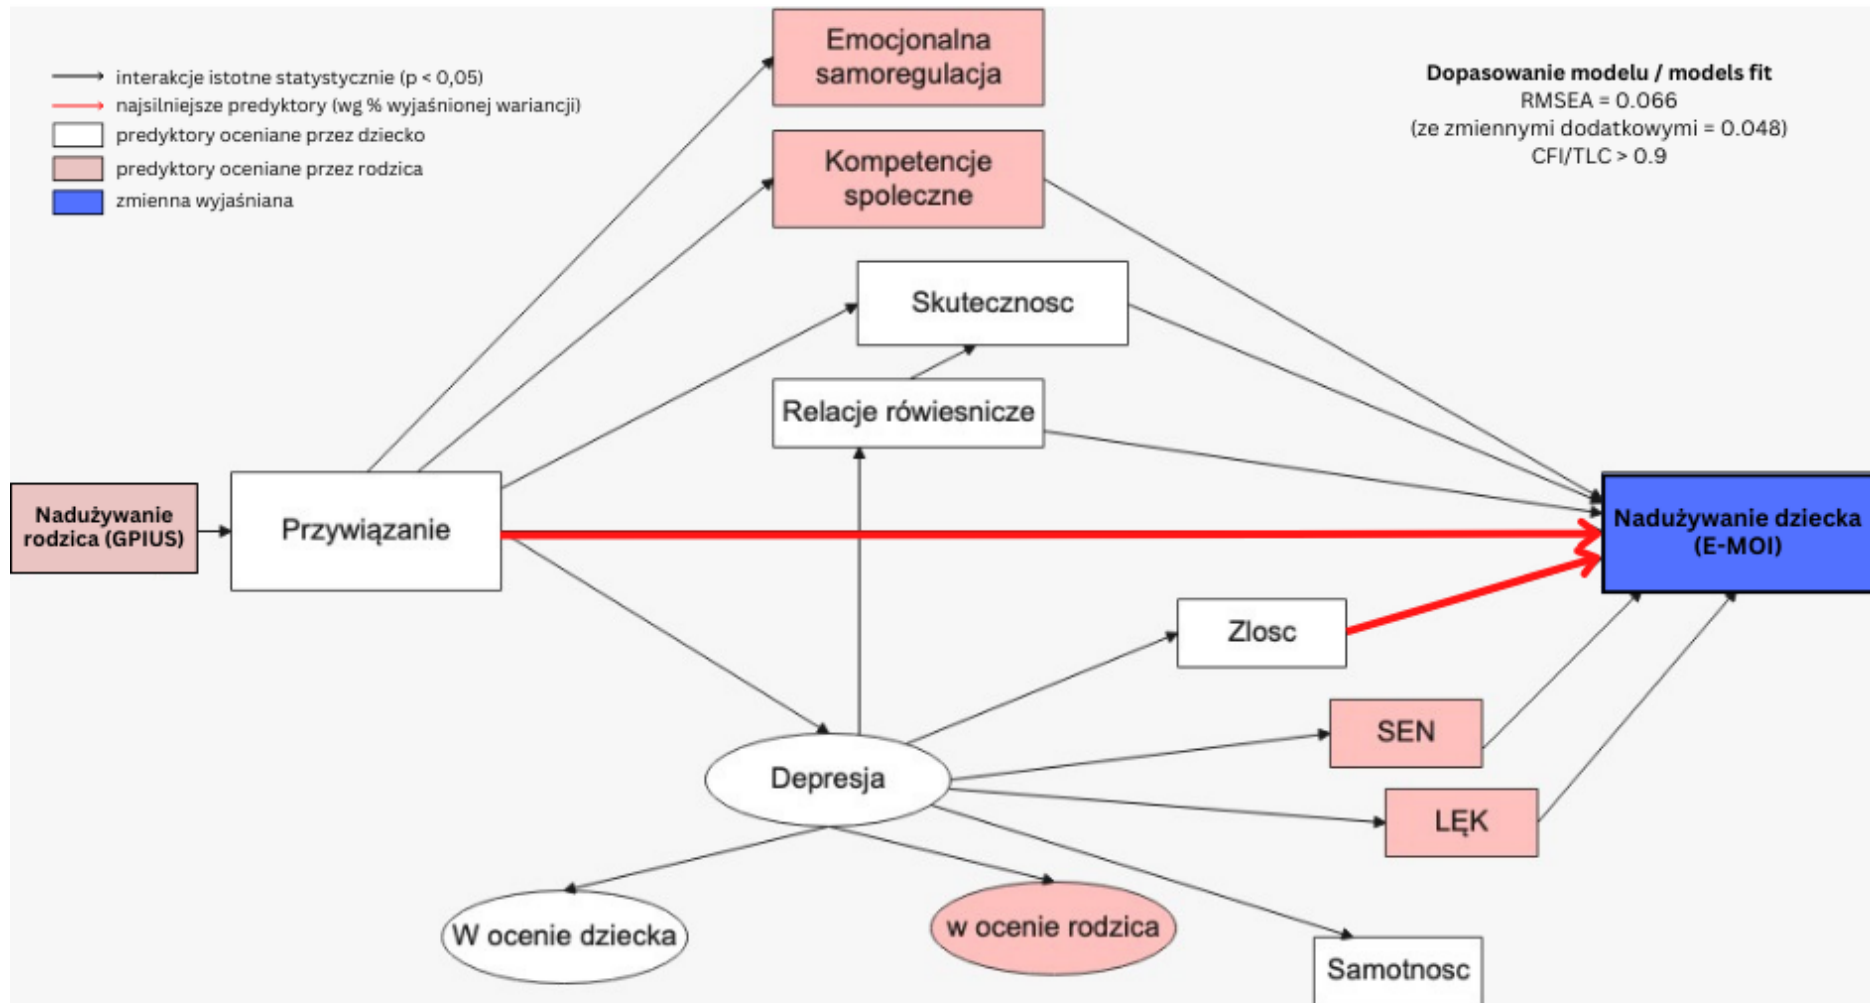 interakcje istotne statystycznie (p < 0,05)
najsilniejsze predyktory (wg % wyjaśnionej wariancji)
predyktory oceniane przez dziecko
predyktory oceniane przez rodzica
zmienna wyjaśniana
Dopasowanie modelu / models fit
RMSEA = 0.066
(ze zmiennymi dodatkowymi = 0.048)
CFI/TLC > 0.9
Emocjonalna
samoregulacja
Kompetencje
spoleczne
Skutecznosc
Relacje rówiesnicze
Nadużywanie
rodzica (GPIUS)
Przywiązanie
Nadużywanie dziecka
(E-MOI)
Zlosc
SEN
Depresja
LĘK
W ocenie dziecka
w ocenie rodzica
Samotnosc